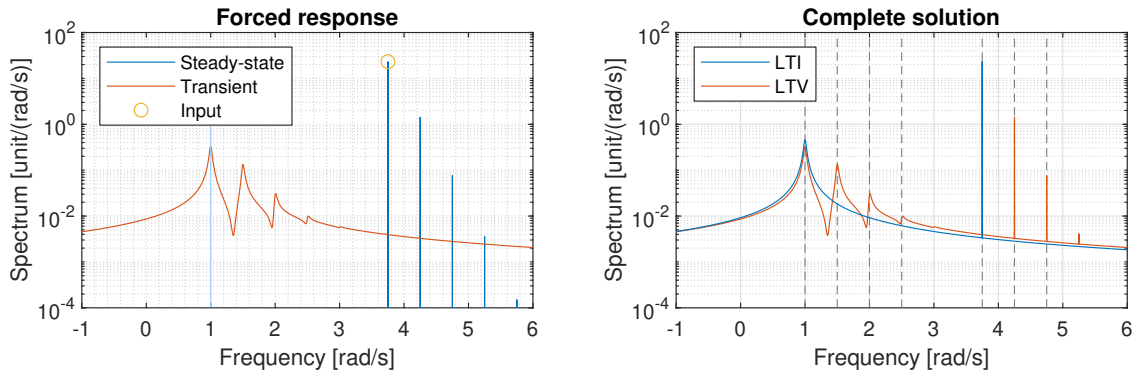 Forced response
Spectrum [unit/(rad/s)]
10^2
10^0
10^-2
10^-4
Steady-state
Transient
Input
-1 0 1 2 3 4 5 6
Frequency [rad/s]
Complete solution
Spectrum [unit/(rad/s)]
10^2
10^0
10^-2
10^-4
LTI
LTV
-1 0 1 2 3 4 5 6
Frequency [rad/s]